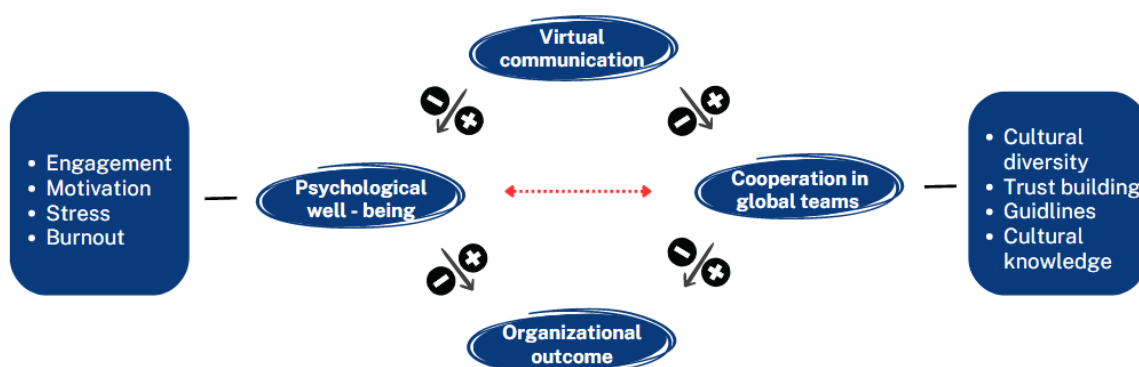 Virtual
communication
• Engagement
• Motivation
• Stress
• Burnout
Psychological
well - being
Cooperation in
global teams
• Cultural
diversity
• Trust building
• Guidlines
• Cultural
knowledge
Organizational
outcome